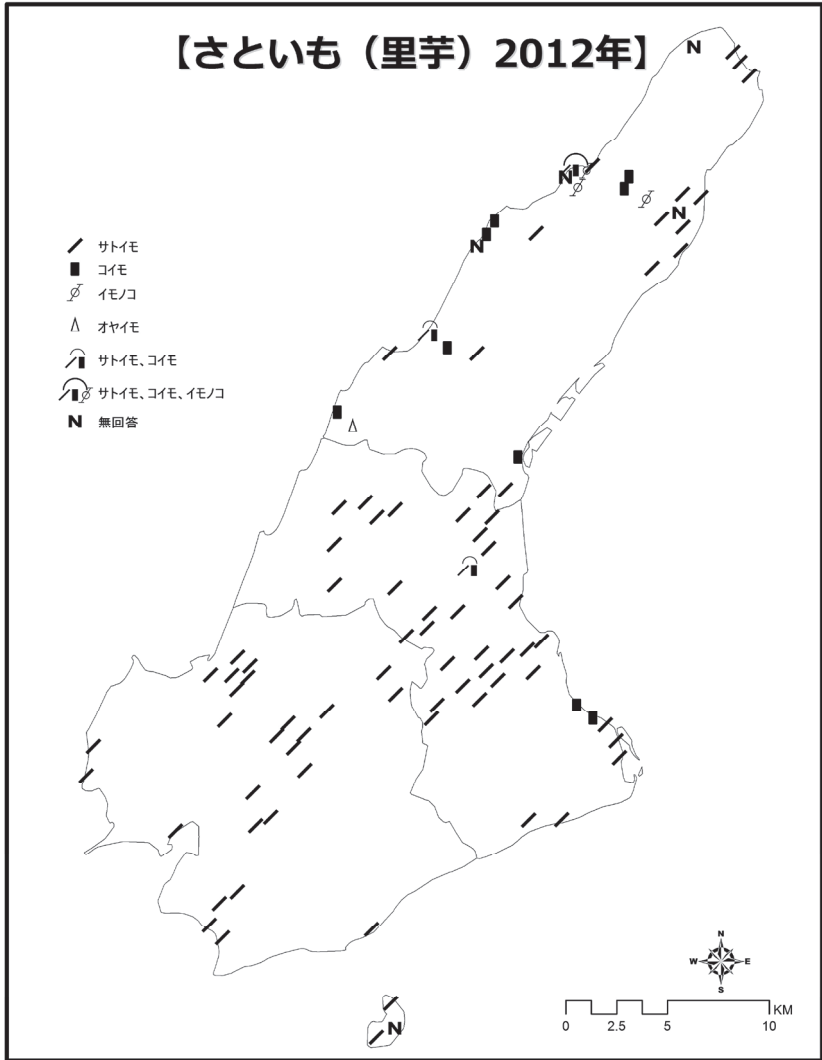 【さといも（里芋）2012年】
サトイモ
コイモ
イモノコ
オヤイモ
サトイモ、コイモ
サトイモ、コイモ、イモノコ
N 無回答
N
N
N
N
N
N
W E
S
KM
0 2.5 5 10